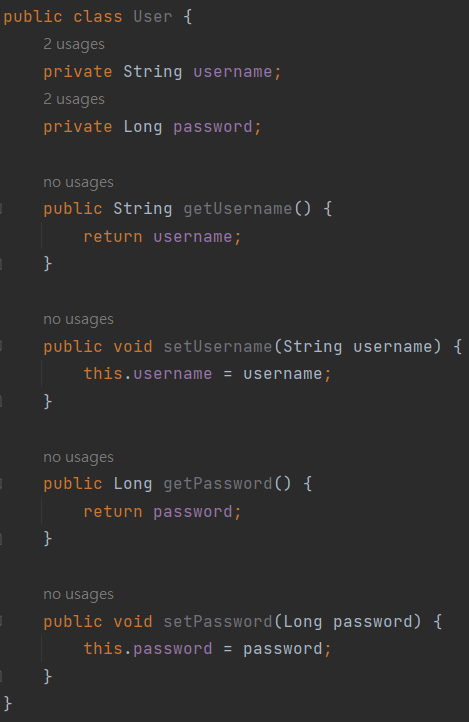 public class User {
2 usages
private String username;
2 usages
private Long password;
no usages
public String getUsername() {
return username;
}
no usages
public void setUsername(String username) {
this.username = username;
}
no usages
public Long getPassword() {
return password;
}
no usages
public void setPassword(Long password) {
this.password = password;
}
}